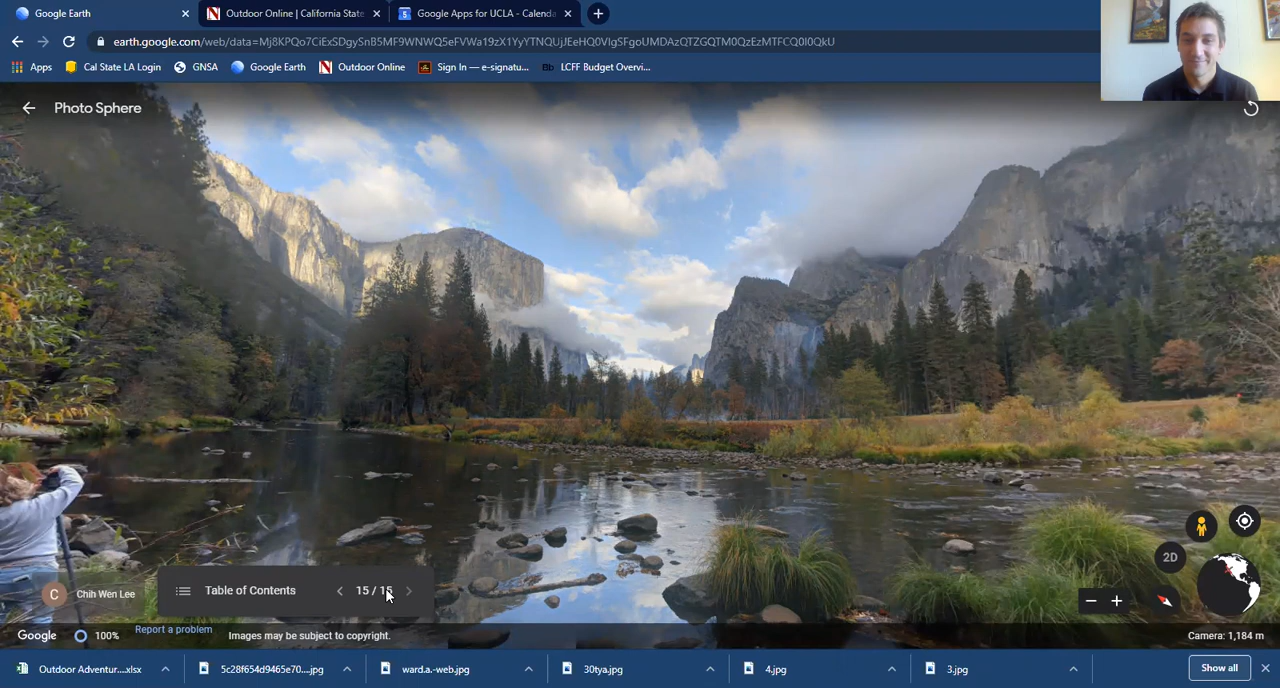 Google Earth
Outdoor Online | California State
Google Apps for UCLA - Calenda
earth.google.com
Apps
Cal State LA Login
GNSA
Google Earth
Outdoor Online
Sign In — e-signatu...
Bb
LCFF Budget Overvi...
Photo Sphere
2D
Table of Contents
15 / 15
C
Chih Wen Lee
Google
100%
Report a problem
Images may be subject to copyright.
Camera: 1,184 m
Outdoor Adventur....xlsx
5c28f654d9465e70...jpg
ward.a.-web.jpg
30tya.jpg
4.jpg
3.jpg
Show all